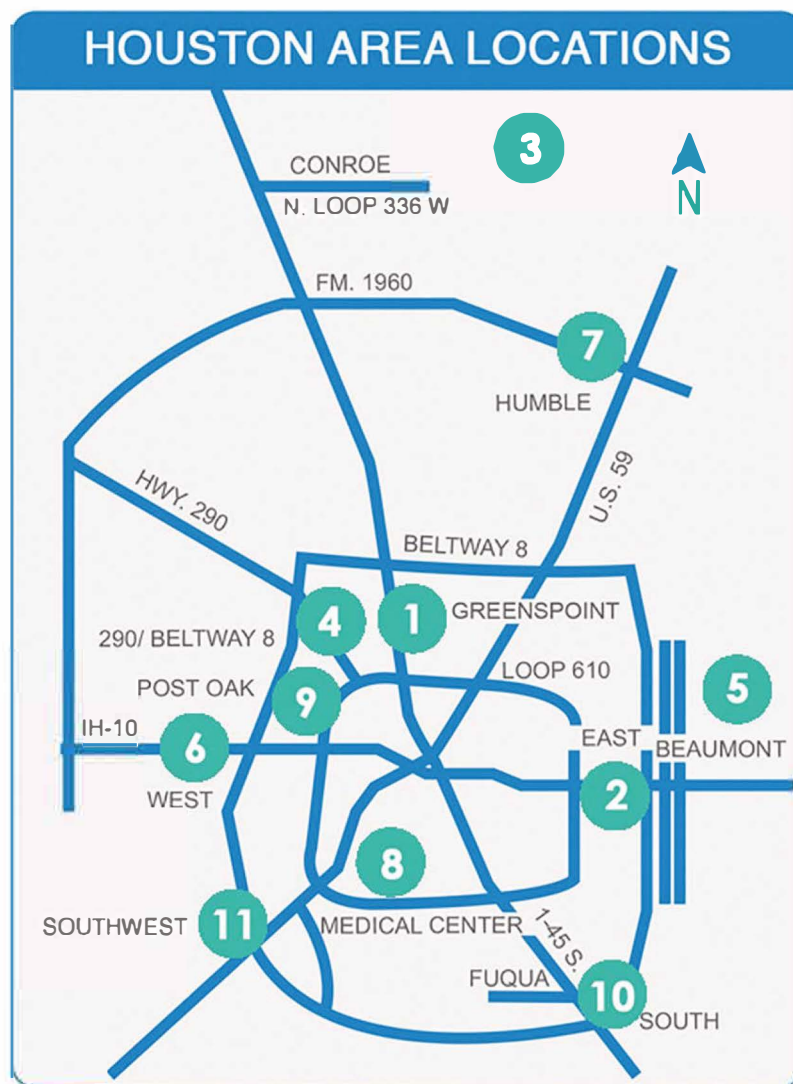 HOUSTON AREA LOCATIONS
3
CONROE
N. LOOP 336 W
N
FM. 1960
7
HUMBLE
U.S. 59
HWY. 290
BELTWAY 8
4
1
GREENSPOINT
290/ BELTWAY 8
LOOP 610
POST OAK
9
5
IH-10
6
EAST
BEAUMONT
WEST
2
8
SOUTHWEST
11
MEDICAL CENTER
1-45 S.
FUQUA
10
SOUTH